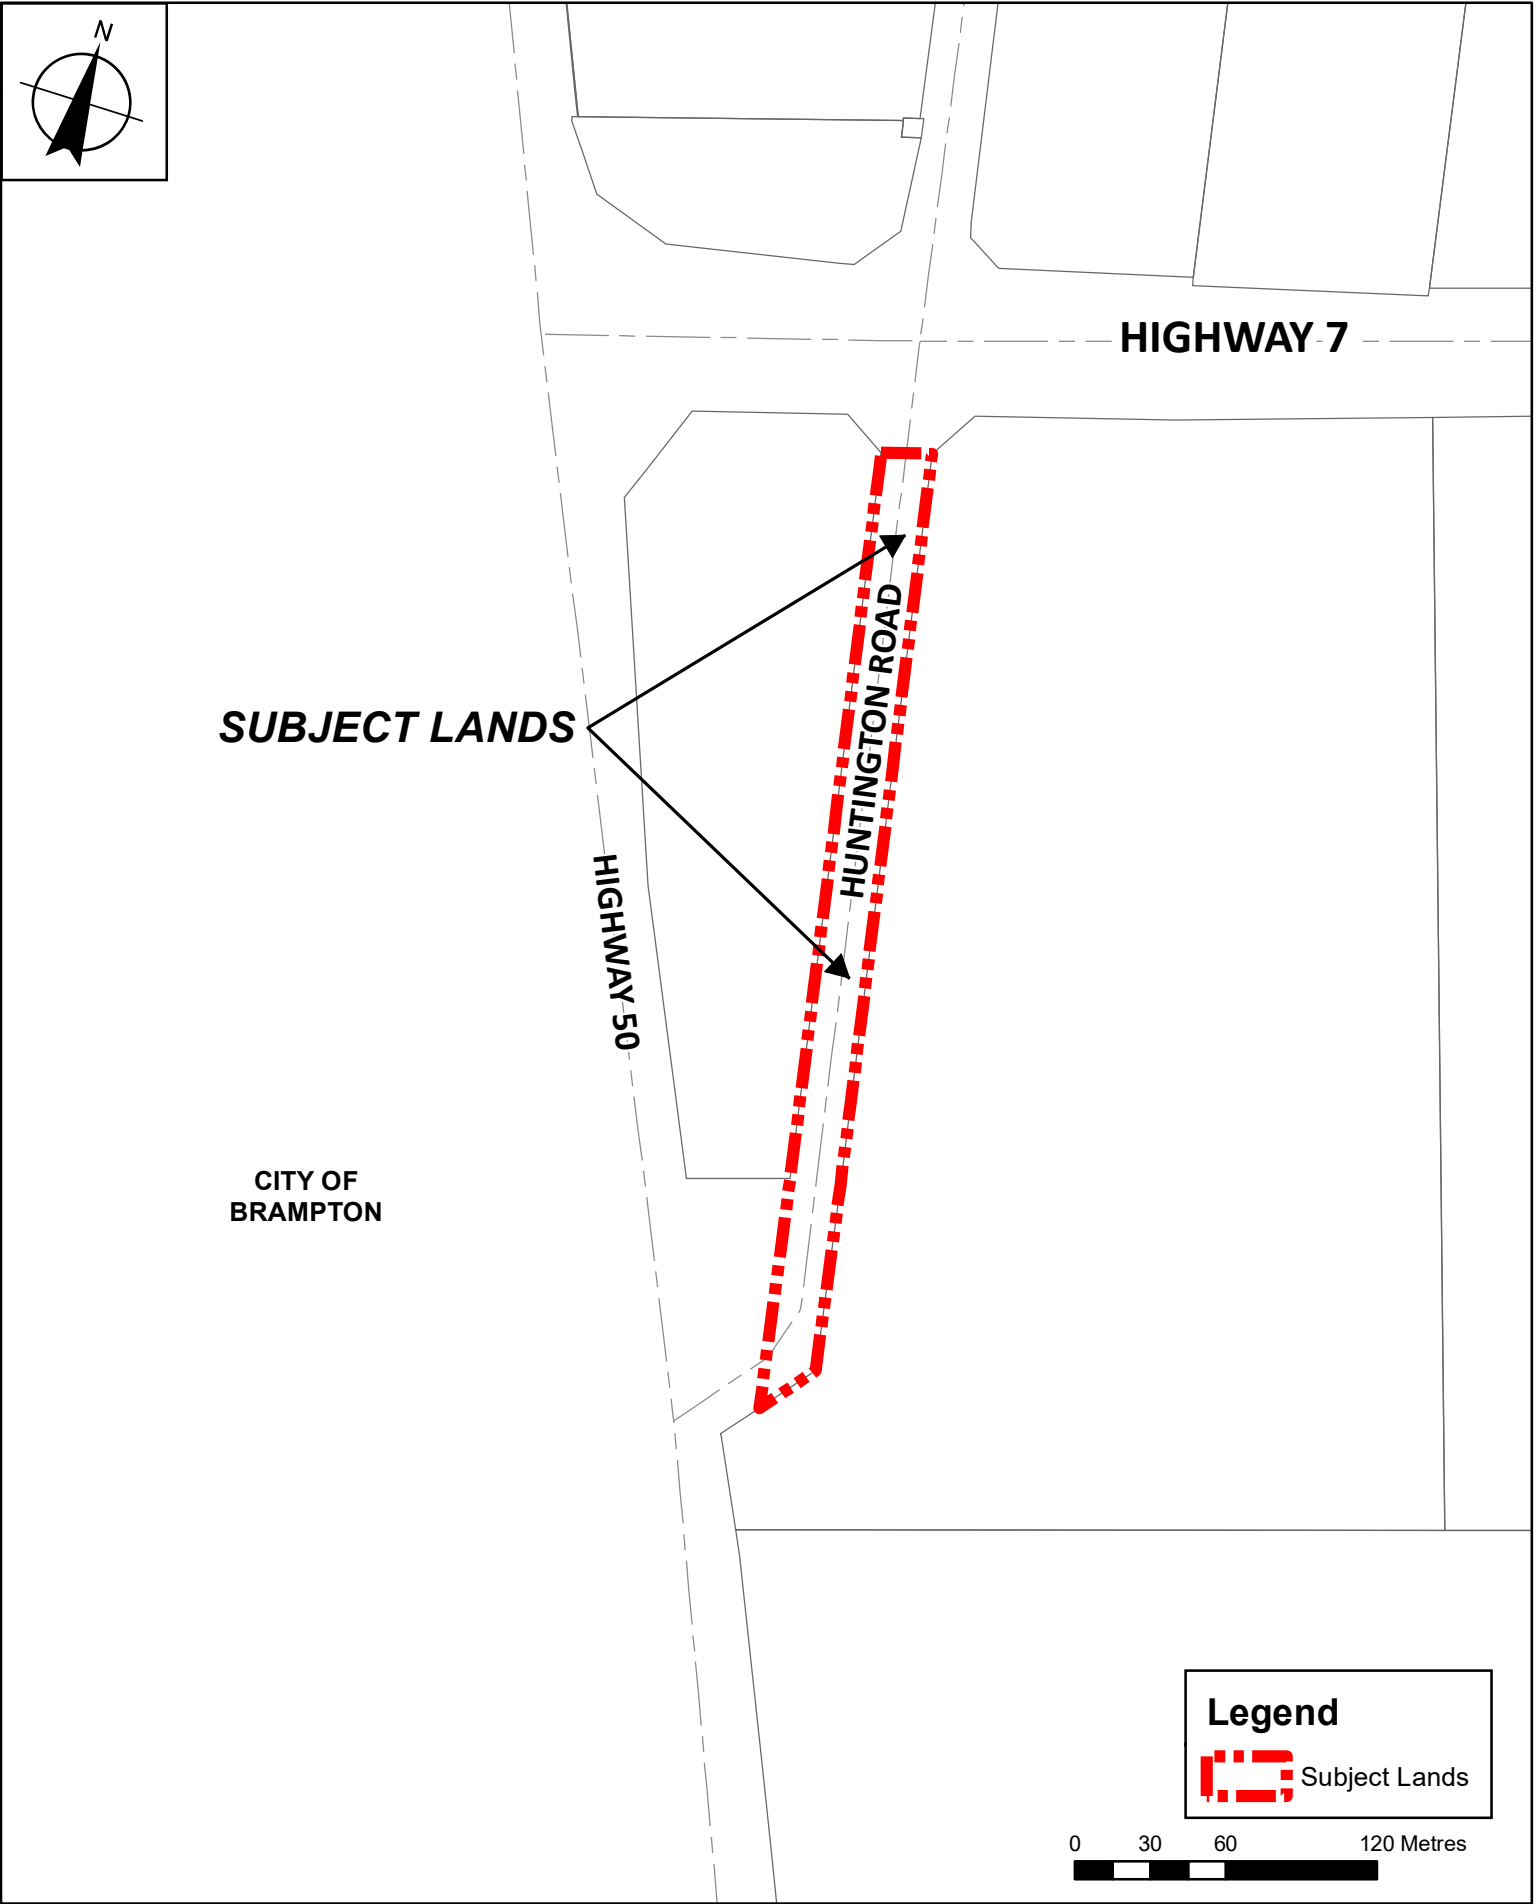 N
HIGHWAY 7
HUNTINGTON ROAD
SUBJECT LANDS
HIGHWAY 50
CITY OF
BRAMPTON
Legend
Subject Lands
0 30 60 120 Metres